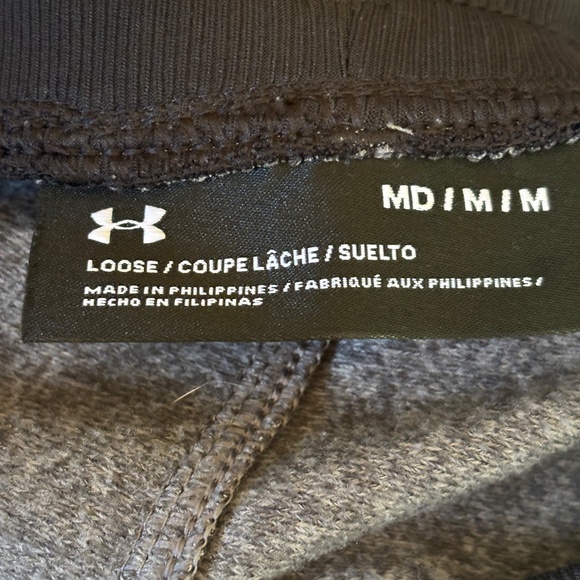 MD / M / M
LOOSE / COUPE LÂCHE / SUELTO
MADE IN PHILIPPINES / FABRIQUÉ AUX PHILIPPINES /
HECHO EN FILIPINAS